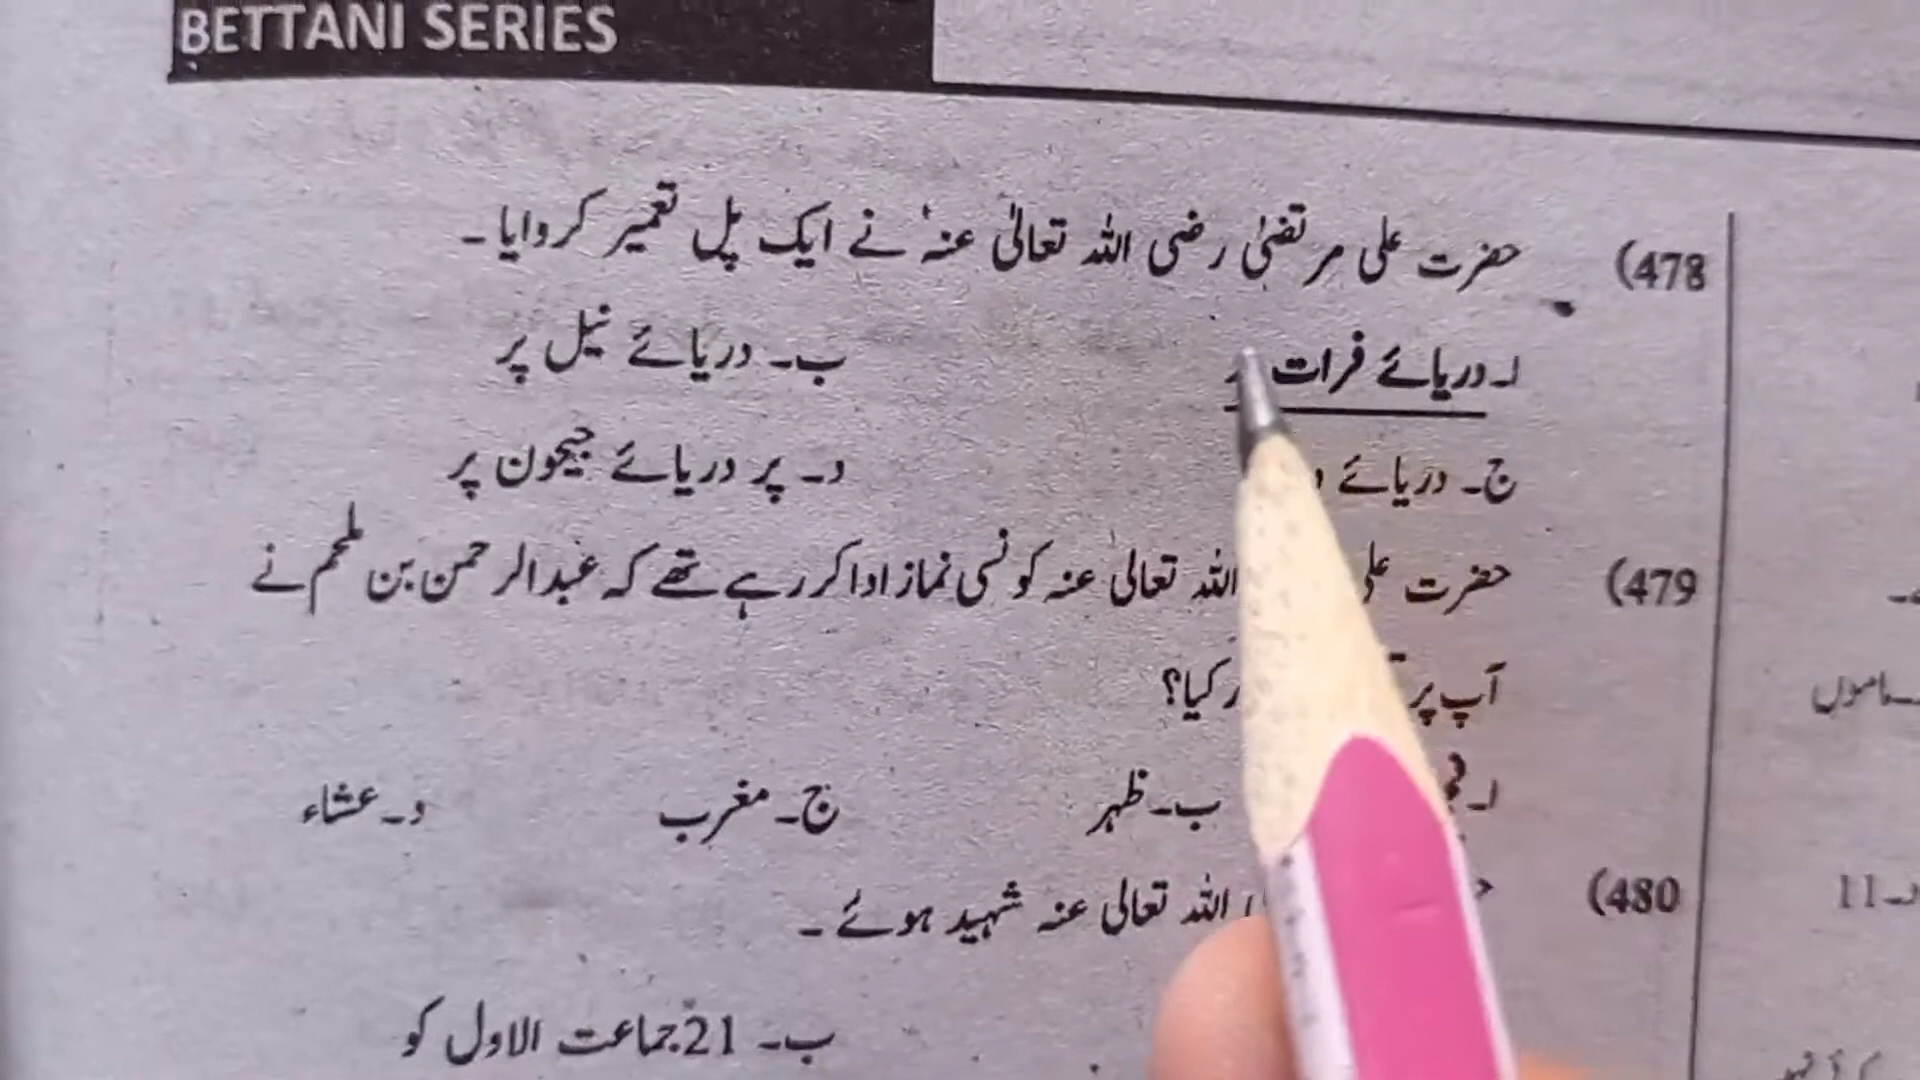 BETTANI SERIES
478) حضرت علی مرتضیٰ رضی اللہ تعالیٰ عنہٗ نے ایک پل تعمیر کروایا۔
ا۔ دریائے فرات ب۔ دریائے نیل پر
ج۔ دریائے د۔ پر دریائے جیحون پر
479) حضرت علی اللہ تعالیٰ عنہ کونسی نماز ادا کر رہے تھے کہ عبدالرحمن بن ملجم نے
آپ پر کیا؟
ا۔ ب۔ ظہر ج۔ مغرب د۔ عشاء
480) اللہ تعالی عنہ شہید ہوئے۔
ب۔ 21 جماعت الاول کو
۔ماموں
د۔11